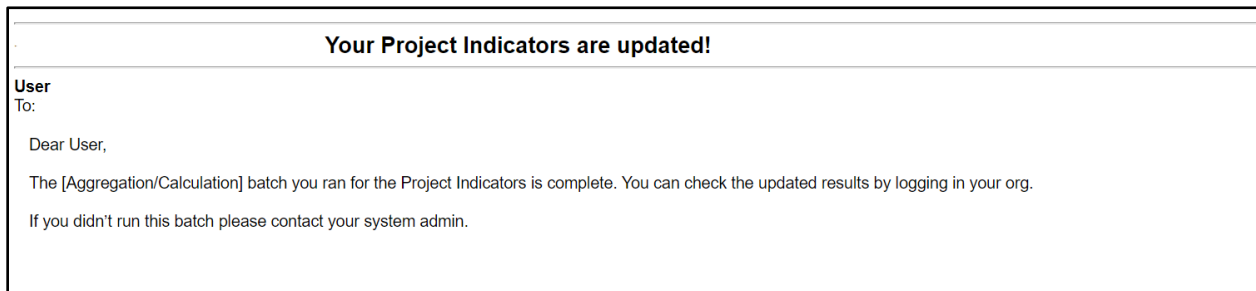 Your Project Indicators are updated!
User
To:
Dear User,
The [Aggregation/Calculation] batch you ran for the Project Indicators is complete. You can check the updated results by logging in your org.
If you didn't run this batch please contact your system admin.